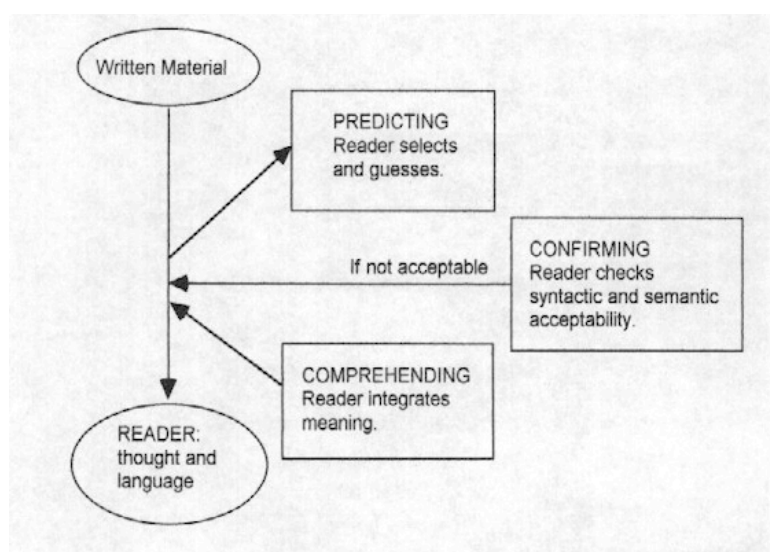 Written Material
PREDICTING
Reader selects
and guesses.
If not acceptable
CONFIRMING
Reader checks
syntactic and semantic
acceptability.
COMPREHENDING
Reader integrates
meaning.
READER:
thought and
language